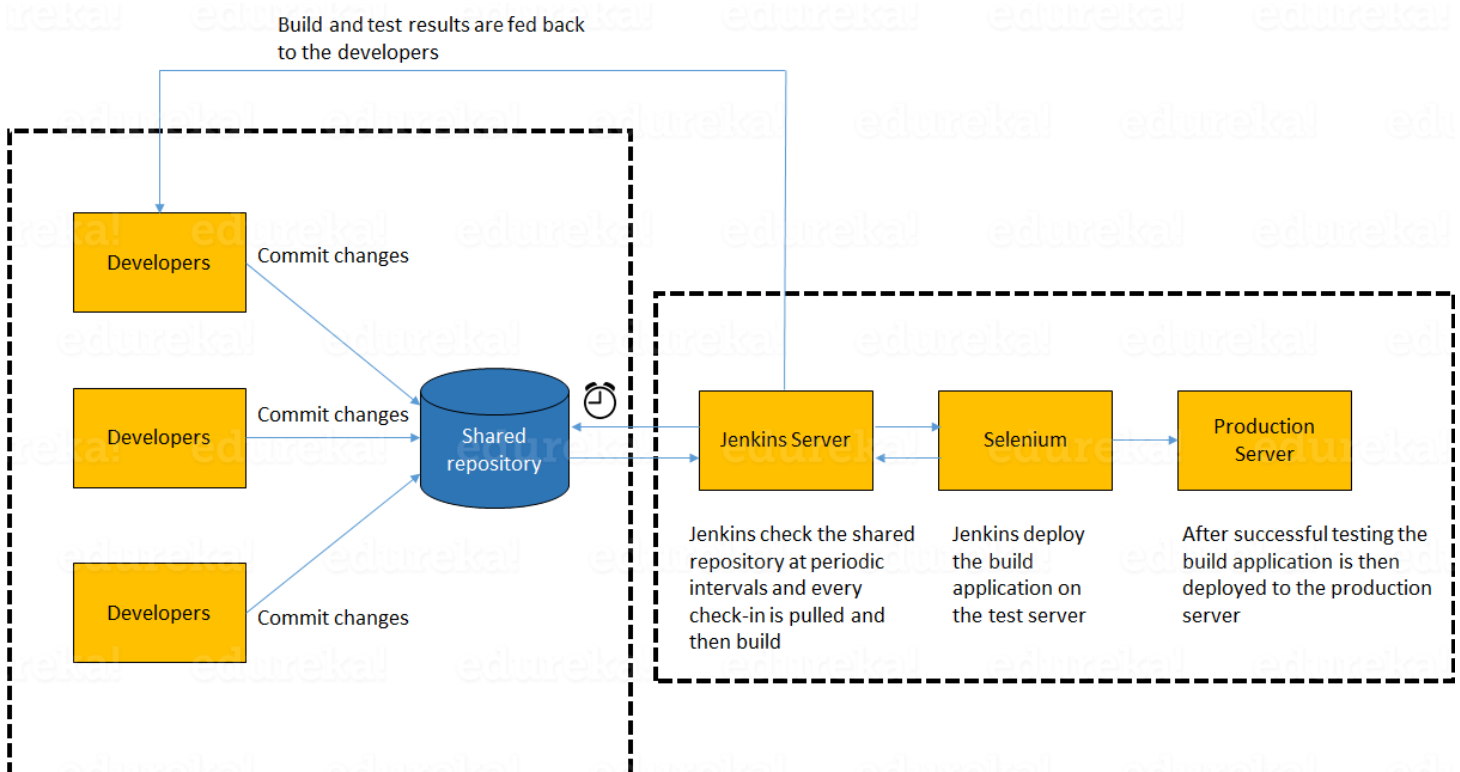 Build and test results are fed back
to the developers
Developers
Commit changes
Developers
Commit changes
Developers
Commit changes
Shared
repository
Jenkins Server
Selenium
Production
Server
Jenkins check the shared
repository at periodic
intervals and every
check-in is pulled and
then build
Jenkins deploy
the build
application on
the test server
After successful testing the
build application is then
deployed to the production
server
edureka!